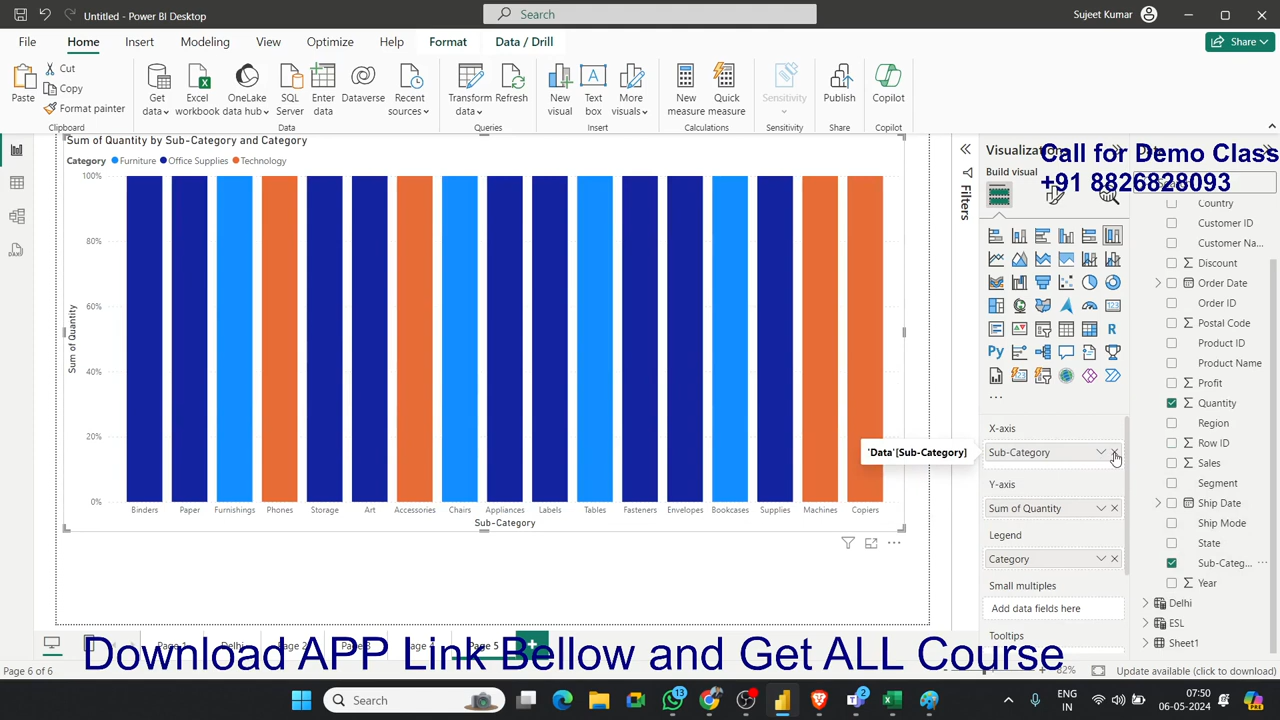 Untitled - Power BI Desktop
Search
Sujeet Kumar
File
Home
Insert
Modeling
View
Optimize
Help
Format
Data / Drill
Share
Paste
Cut
Copy
Format painter
Clipboard
Get data
Excel workbook
OneLake data hub
SQL Server
Enter data
Dataverse
Recent sources
Data
Transform data
Refresh
Queries
New visual
Text box
More visuals
Insert
New measure
Quick measure
Calculations
Sensitivity
Sensitivity
Publish
Share
Copilot
Copilot
Sum of Quantity by Sub-Category and Category
Category Furniture Office Supplies Technology
100%
80%
60%
40%
20%
0%
Sum of Quantity
Binders Paper Furnishings Phones Storage Art Accessories Chairs Appliances Labels Tables Fasteners Envelopes Bookcases Supplies Machines Copiers
Sub-Category
Filters
Call for Demo Class
+91 8826828093
Build visual
X-axis
Sub-Category
'Data'[Sub-Category]
Y-axis
Sum of Quantity
Legend
Category
Small multiples
Add data fields here
Tooltips
Country
Customer ID
Customer Na...
Discount
Order Date
Order ID
Postal Code
Product ID
Product Name
Profit
Quantity
Region
Row ID
Sales
Segment
Ship Date
Ship Mode
State
Sub-Categ...
Year
Delhi
ESL
Sheet1
Page 5
Download APP Link Bellow and Get ALL Course
Page 6 of 6
Update available (click to download)
Search
13
2
ENG
IN
07:50
06-05-2024